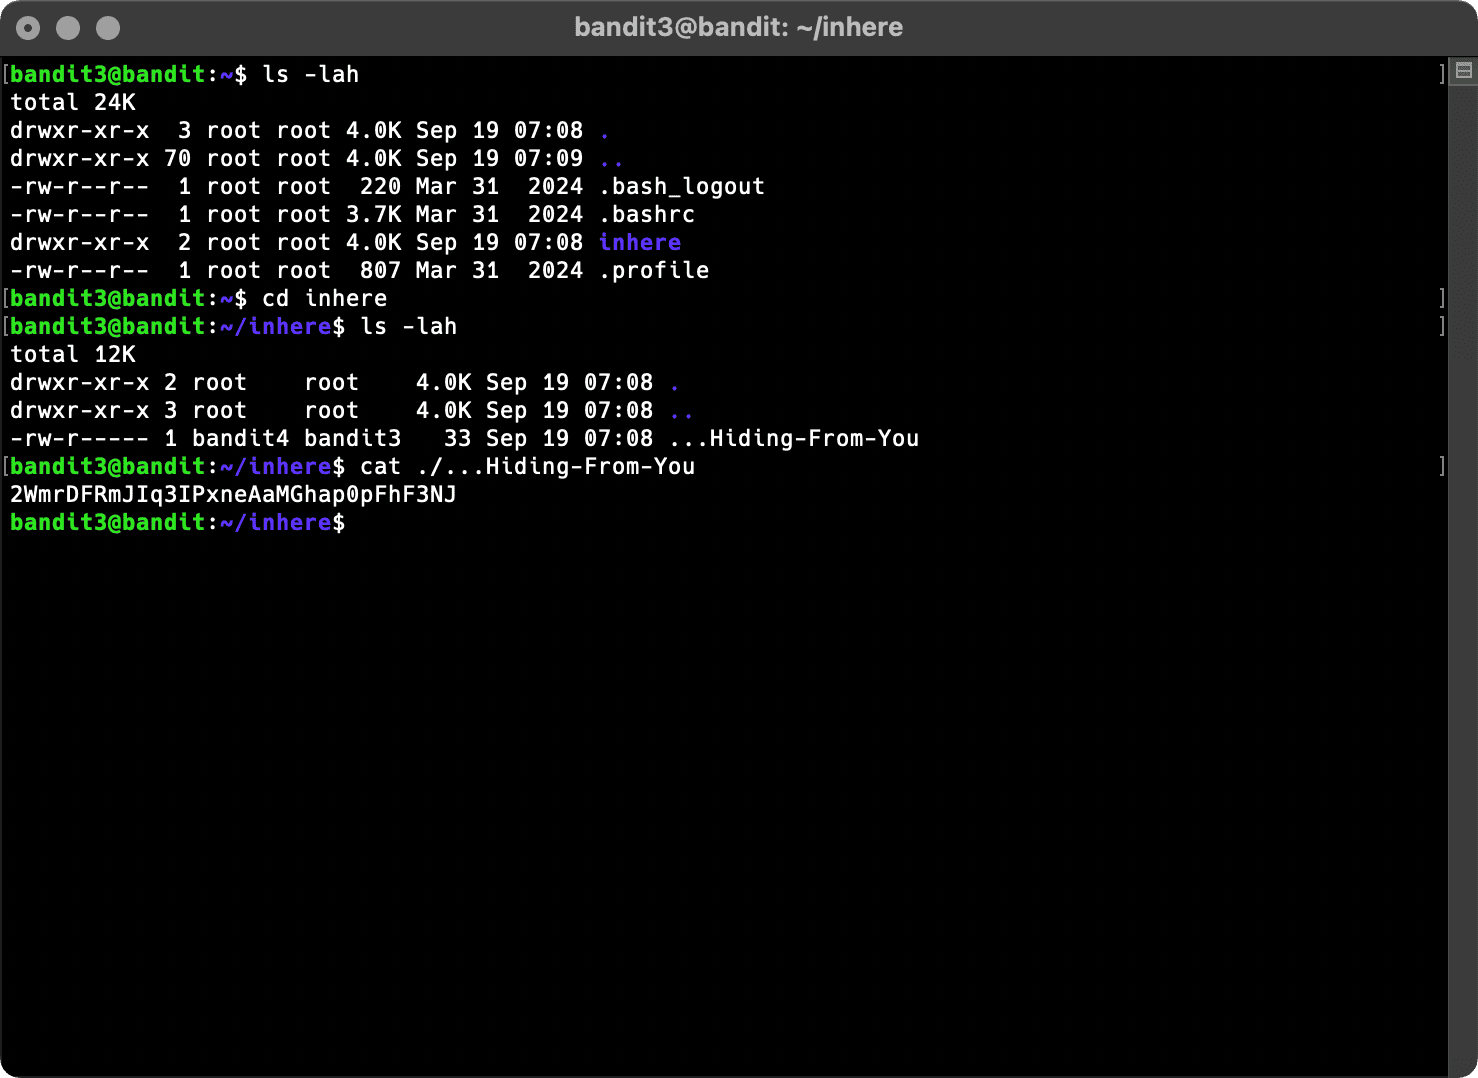 bandit3@bandit: ~/inhere
[bandit3@bandit:~$ ls -lah ]
total 24K
drwxr-xr-x  3 root root 4.0K Sep 19 07:08 .
drwxr-xr-x 70 root root 4.0K Sep 19 07:09 ..
-rw-r--r--  1 root root  220 Mar 31  2024 .bash_logout
-rw-r--r--  1 root root 3.7K Mar 31  2024 .bashrc
drwxr-xr-x  2 root root 4.0K Sep 19 07:08 inhere
-rw-r--r--  1 root root  807 Mar 31  2024 .profile
[bandit3@bandit:~$ cd inhere ]
[bandit3@bandit:~/inhere$ ls -lah ]
total 12K
drwxr-xr-x 2 root    root    4.0K Sep 19 07:08 .
drwxr-xr-x 3 root    root    4.0K Sep 19 07:08 ..
-rw-r----- 1 bandit4 bandit3   33 Sep 19 07:08 ...Hiding-From-You
[bandit3@bandit:~/inhere$ cat ./...Hiding-From-You ]
2WmrDFRmJIq3IPxneAaMGhap0pFhF3NJ
bandit3@bandit:~/inhere$